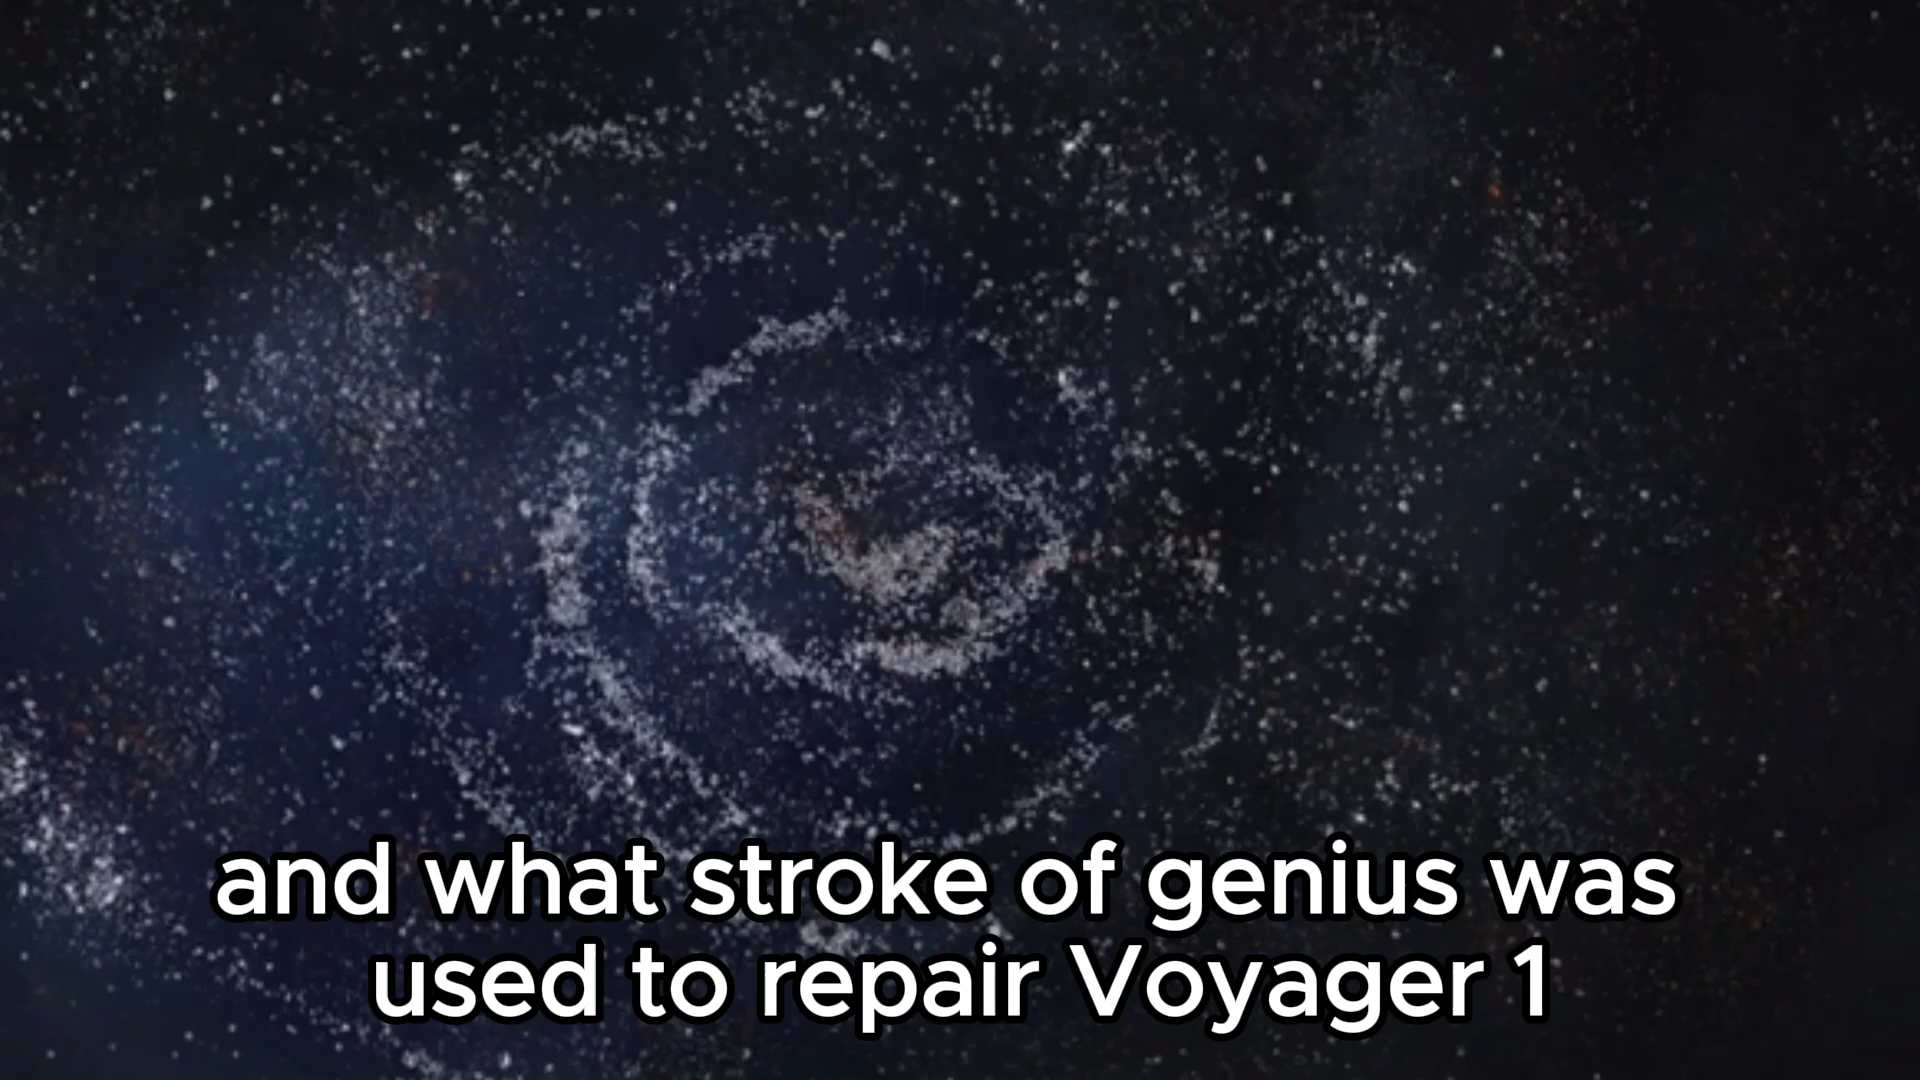 and what stroke of genius was
used to repair Voyager 1